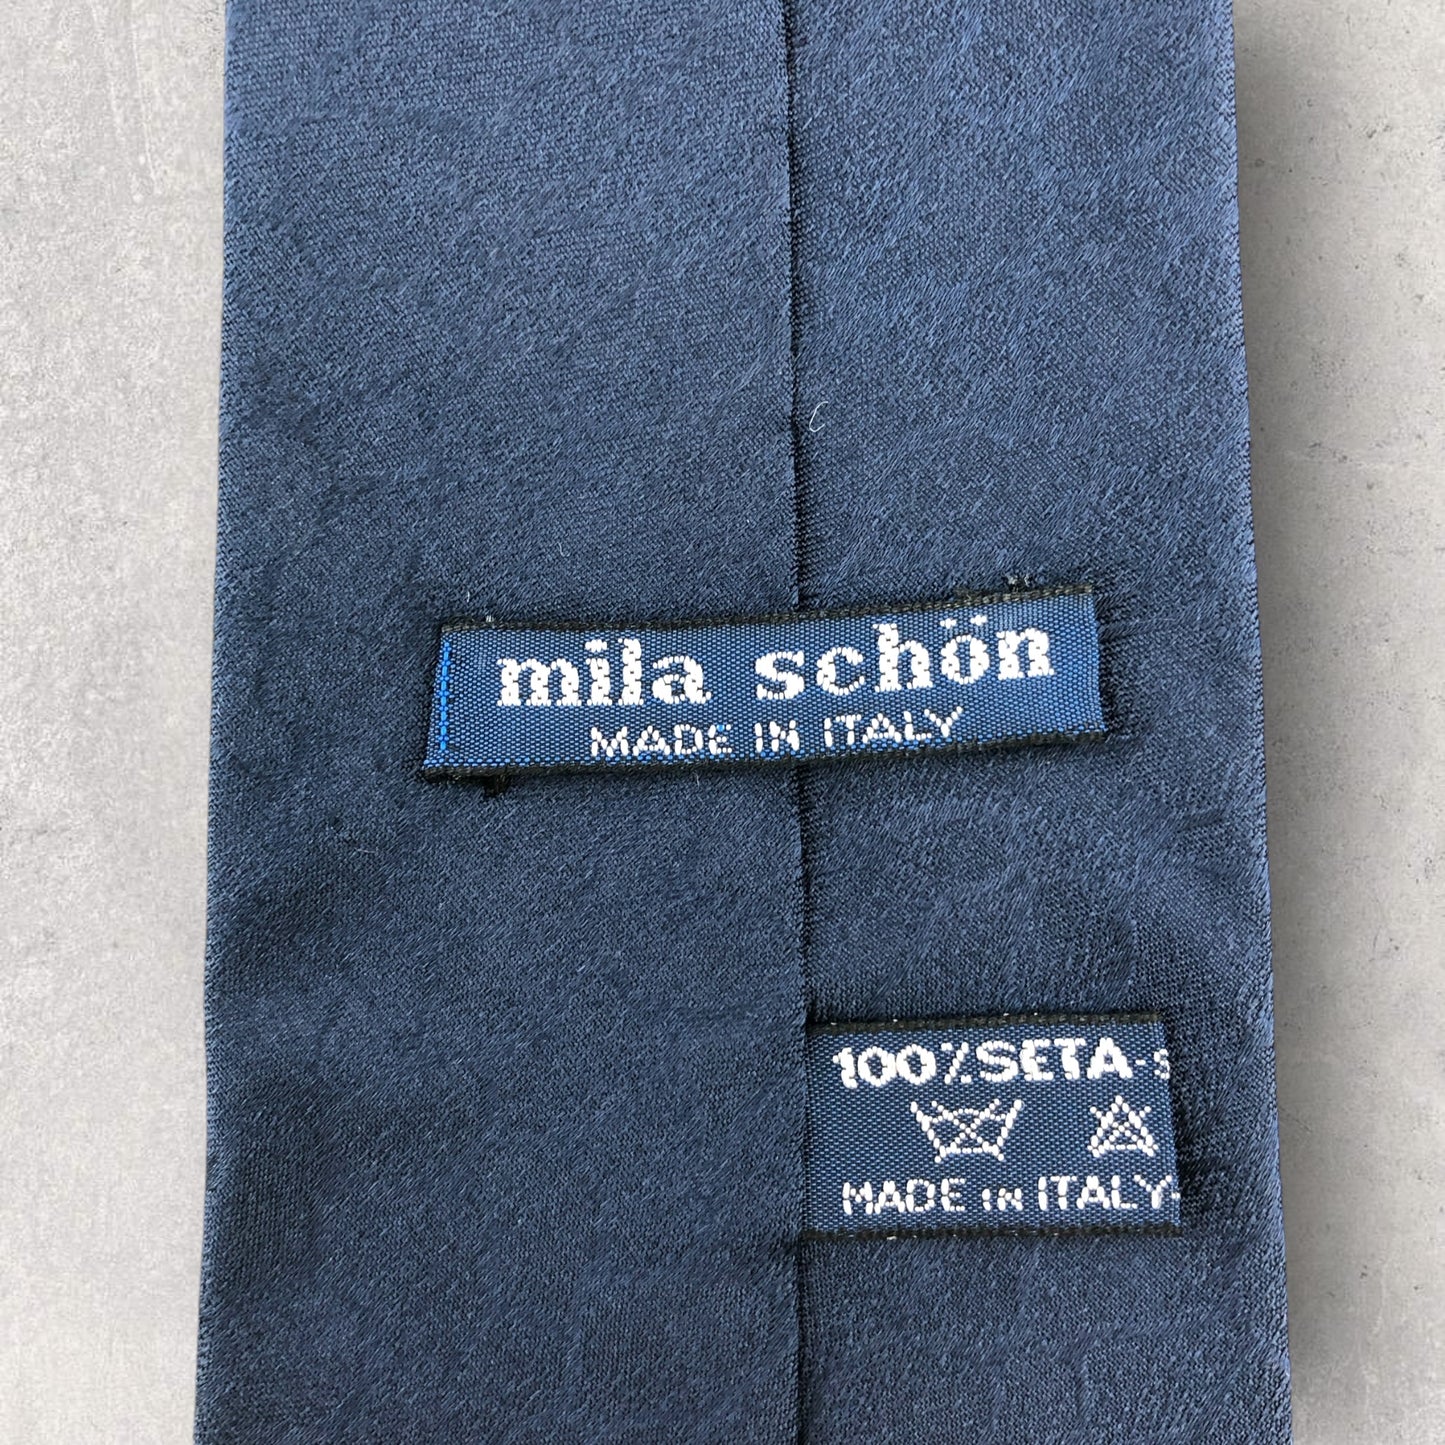 mila schön
MADE IN ITALY
100% SETA-S
MADE IN ITALY-